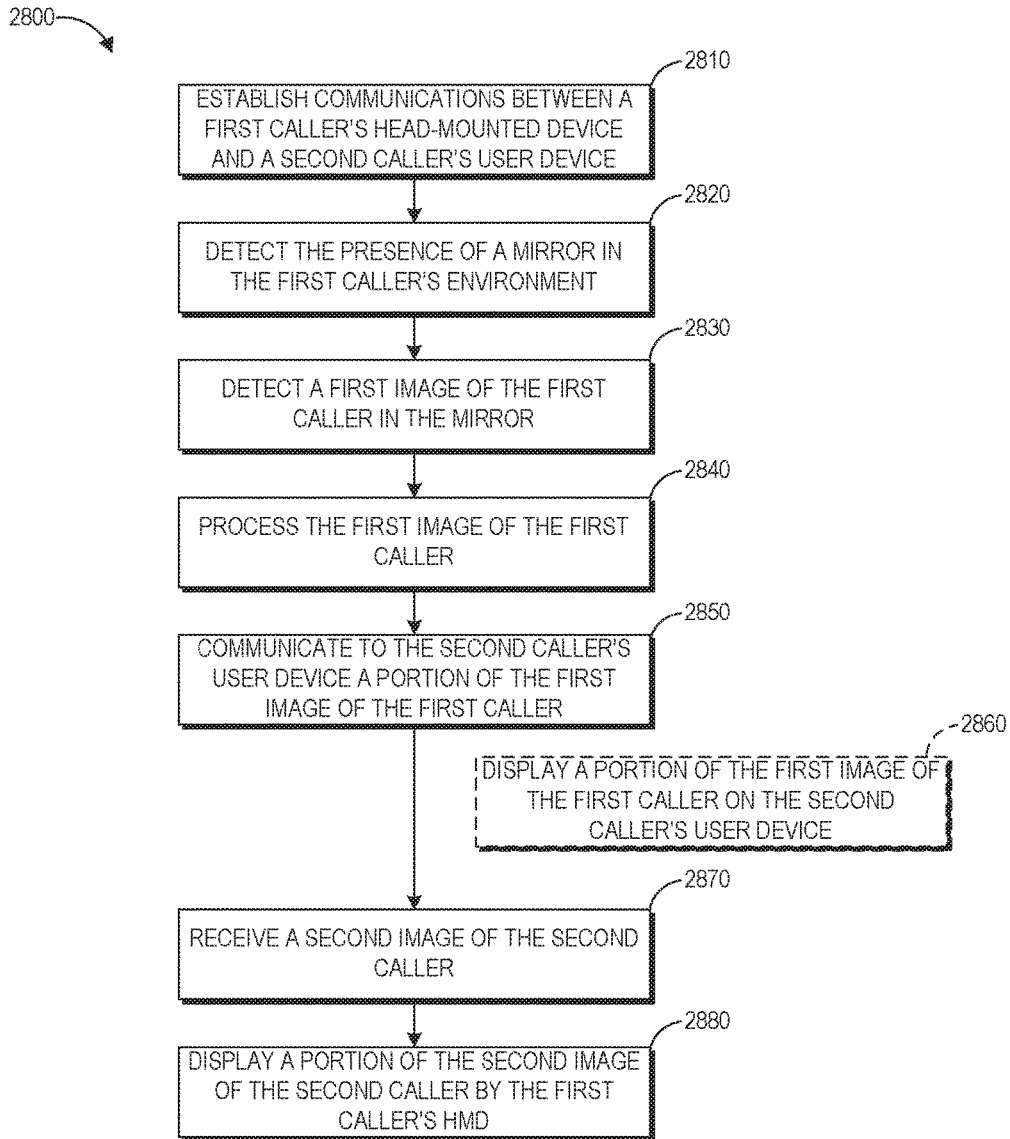 2800
2810
ESTABLISH COMMUNICATIONS BETWEEN A
FIRST CALLER'S HEAD-MOUNTED DEVICE
AND A SECOND CALLER'S USER DEVICE
2820
DETECT THE PRESENCE OF A MIRROR IN
THE FIRST CALLER'S ENVIRONMENT
2830
DETECT A FIRST IMAGE OF THE FIRST
CALLER IN THE MIRROR
2840
PROCESS THE FIRST IMAGE OF THE FIRST
CALLER
2850
COMMUNICATE TO THE SECOND CALLER'S
USER DEVICE A PORTION OF THE FIRST
IMAGE OF THE FIRST CALLER
2860
DISPLAY A PORTION OF THE FIRST IMAGE OF
THE FIRST CALLER ON THE SECOND
CALLER'S USER DEVICE
2870
RECEIVE A SECOND IMAGE OF THE SECOND
CALLER
2880
DISPLAY A PORTION OF THE SECOND IMAGE
OF THE SECOND CALLER BY THE FIRST
CALLER'S HMD